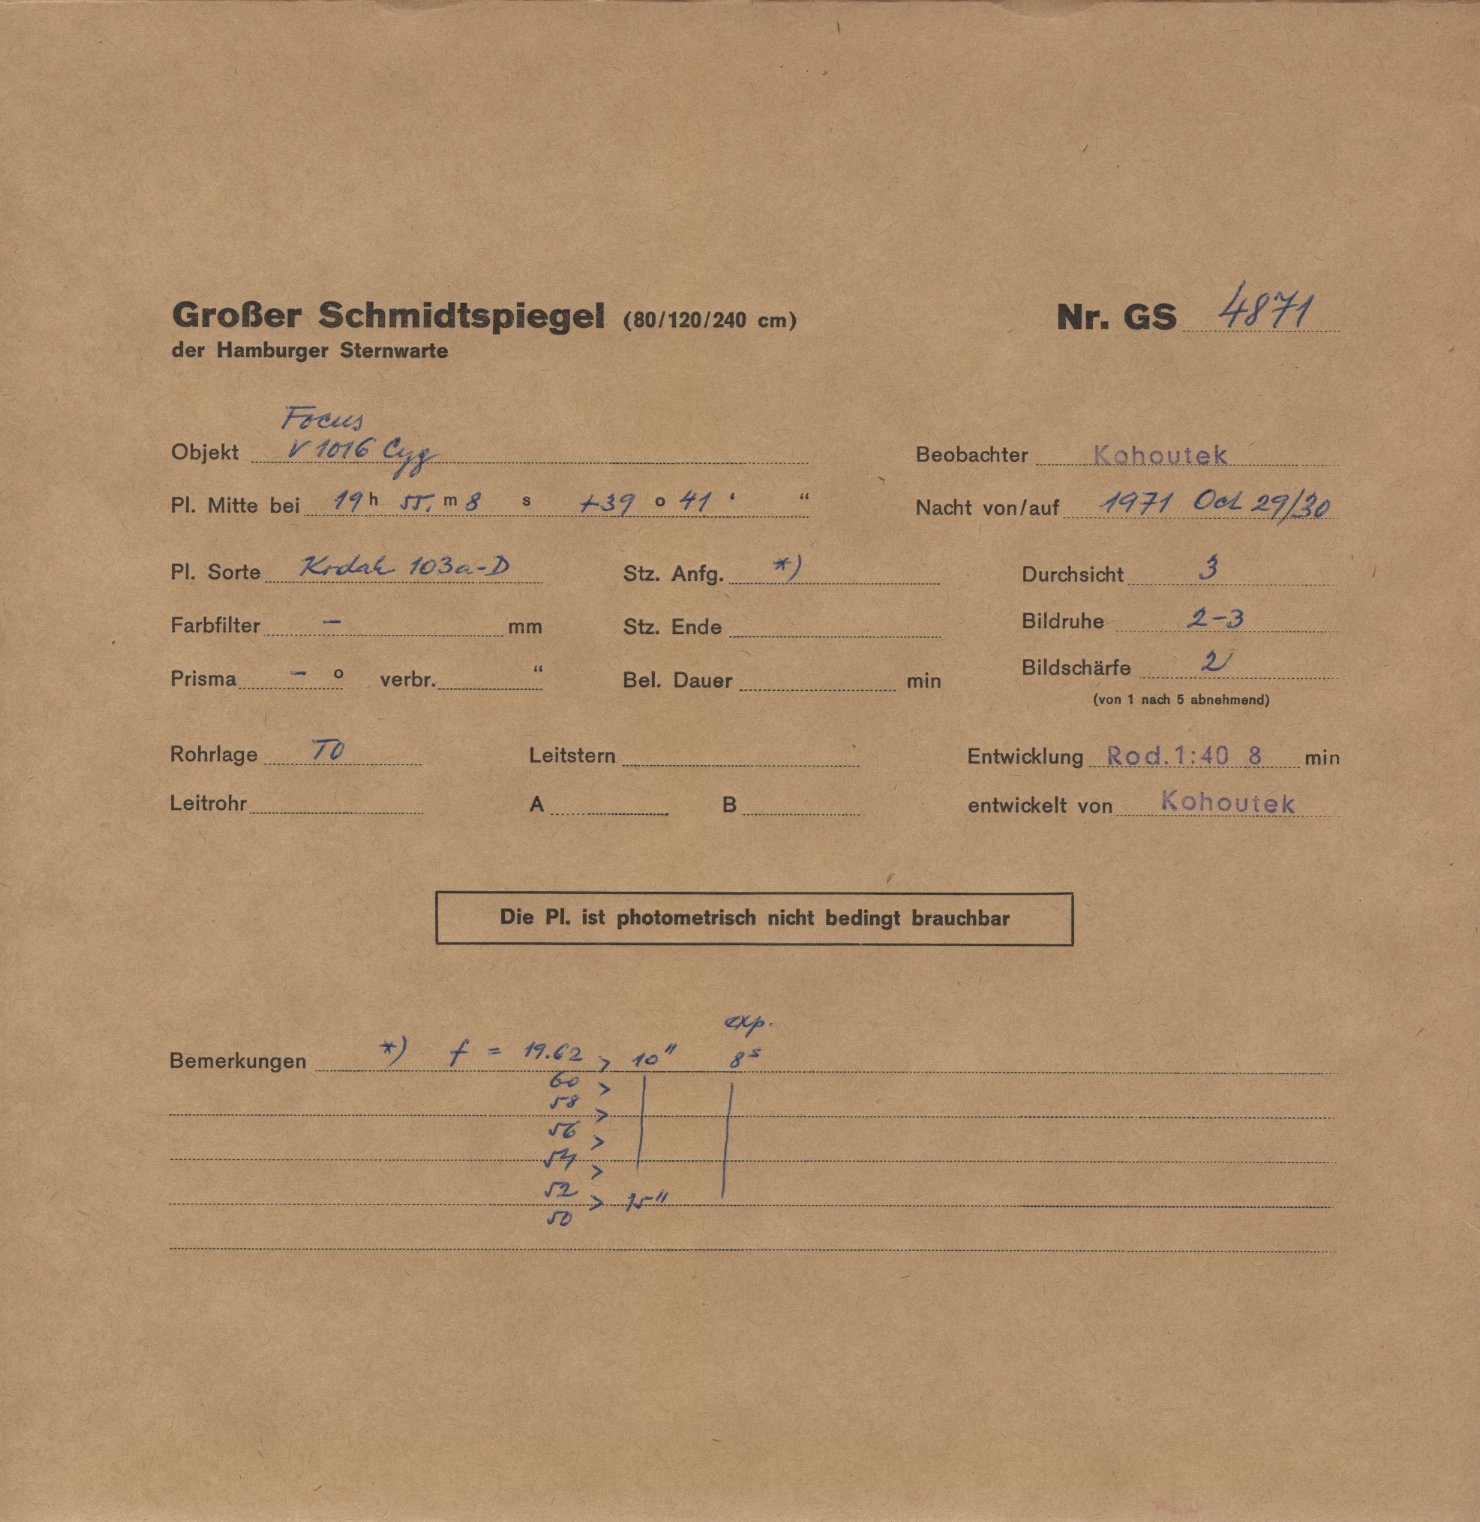 Großer Schmidtspiegel (80/120/240 cm) Nr. GS 4871
der Hamburger Sternwarte
Focus
Objekt V 1016 Cyg Beobachter Kohoutek
Pl. Mitte bei 19 h 55. m 8 s +39 o 41 ' “ Nacht von/auf 1971 Oct 29/30
Pl. Sorte Kodak 103a-D Stz. Anfg. *) Durchsicht 3
Farbfilter – mm Stz. Ende Bildruhe 2-3
Prisma – o verbr. “ Bel. Dauer min Bildschärfe 2
(von 1 nach 5 abnehmend)
Rohrlage TO Leitstern Entwicklung Rod.1:40 8 min
Leitrohr A B entwickelt von Kohoutek
Die Pl. ist photometrisch nicht bedingt brauchbar
exp.
Bemerkungen *) f = 19.62 > 10" 8s
60 >
58 >
56 >
54 >
52 > 15"
50